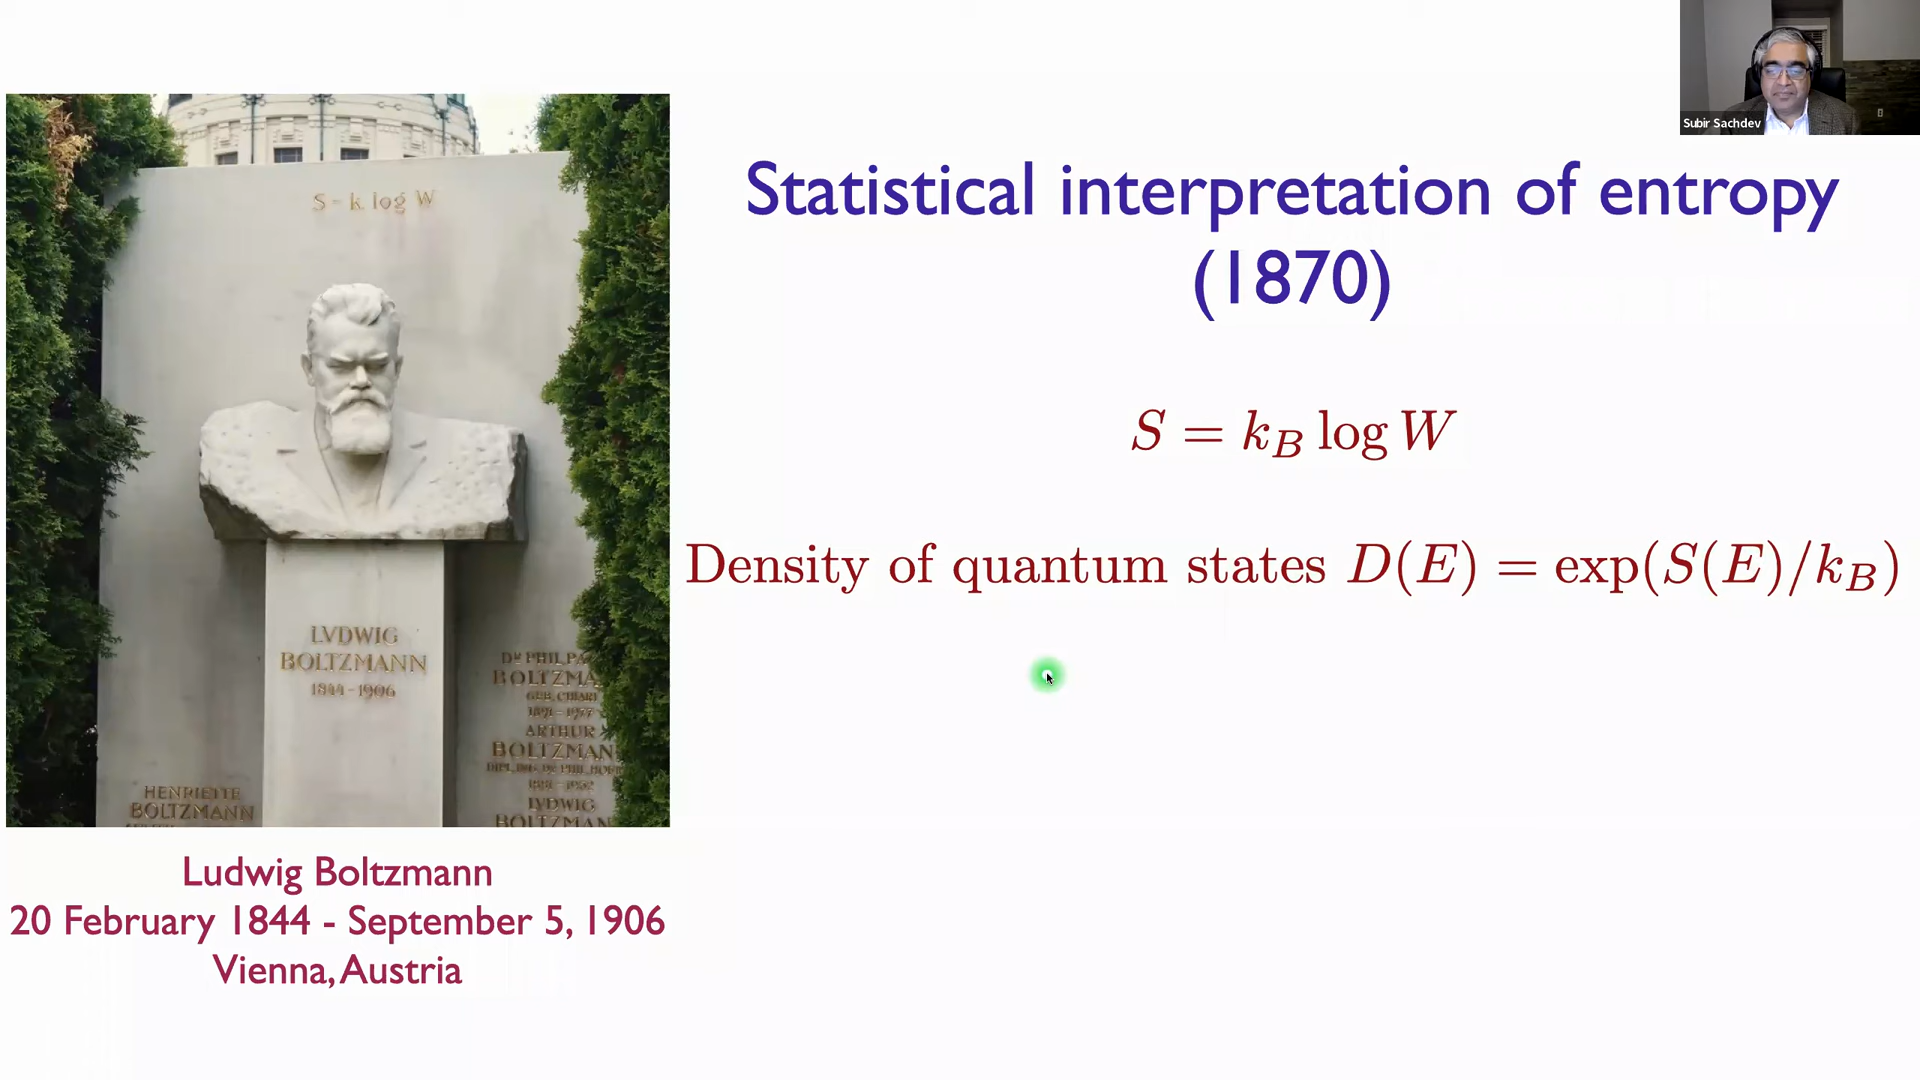 Subir Sachdev
Statistical interpretation of entropy
(1870)
S = k_B log W
Density of quantum states D(E) = exp(S(E)/k_B)
S = k log W
LVDWIG
BOLTZMANN
1844-1906
BOLTZMA
ARTHUR
BOLTZMAN
LVDWIG
BOLTZMAN
HENRIETTE
BOLTZMANN
Ludwig Boltzmann
20 February 1844 - September 5, 1906
Vienna, Austria